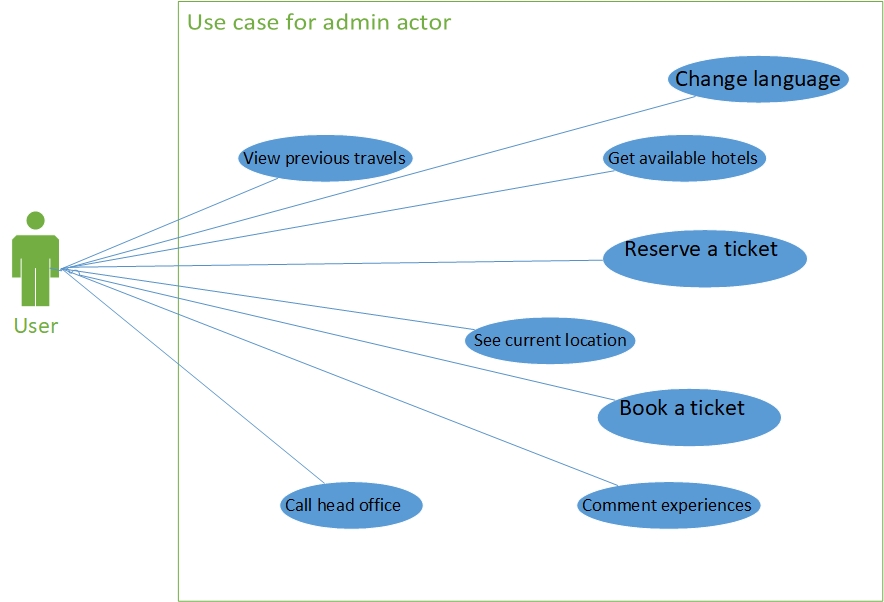 Use case for admin actor
Change language
View previous travels
Get available hotels
Reserve a ticket
User
See current location
Book a ticket
Call head office
Comment experiences